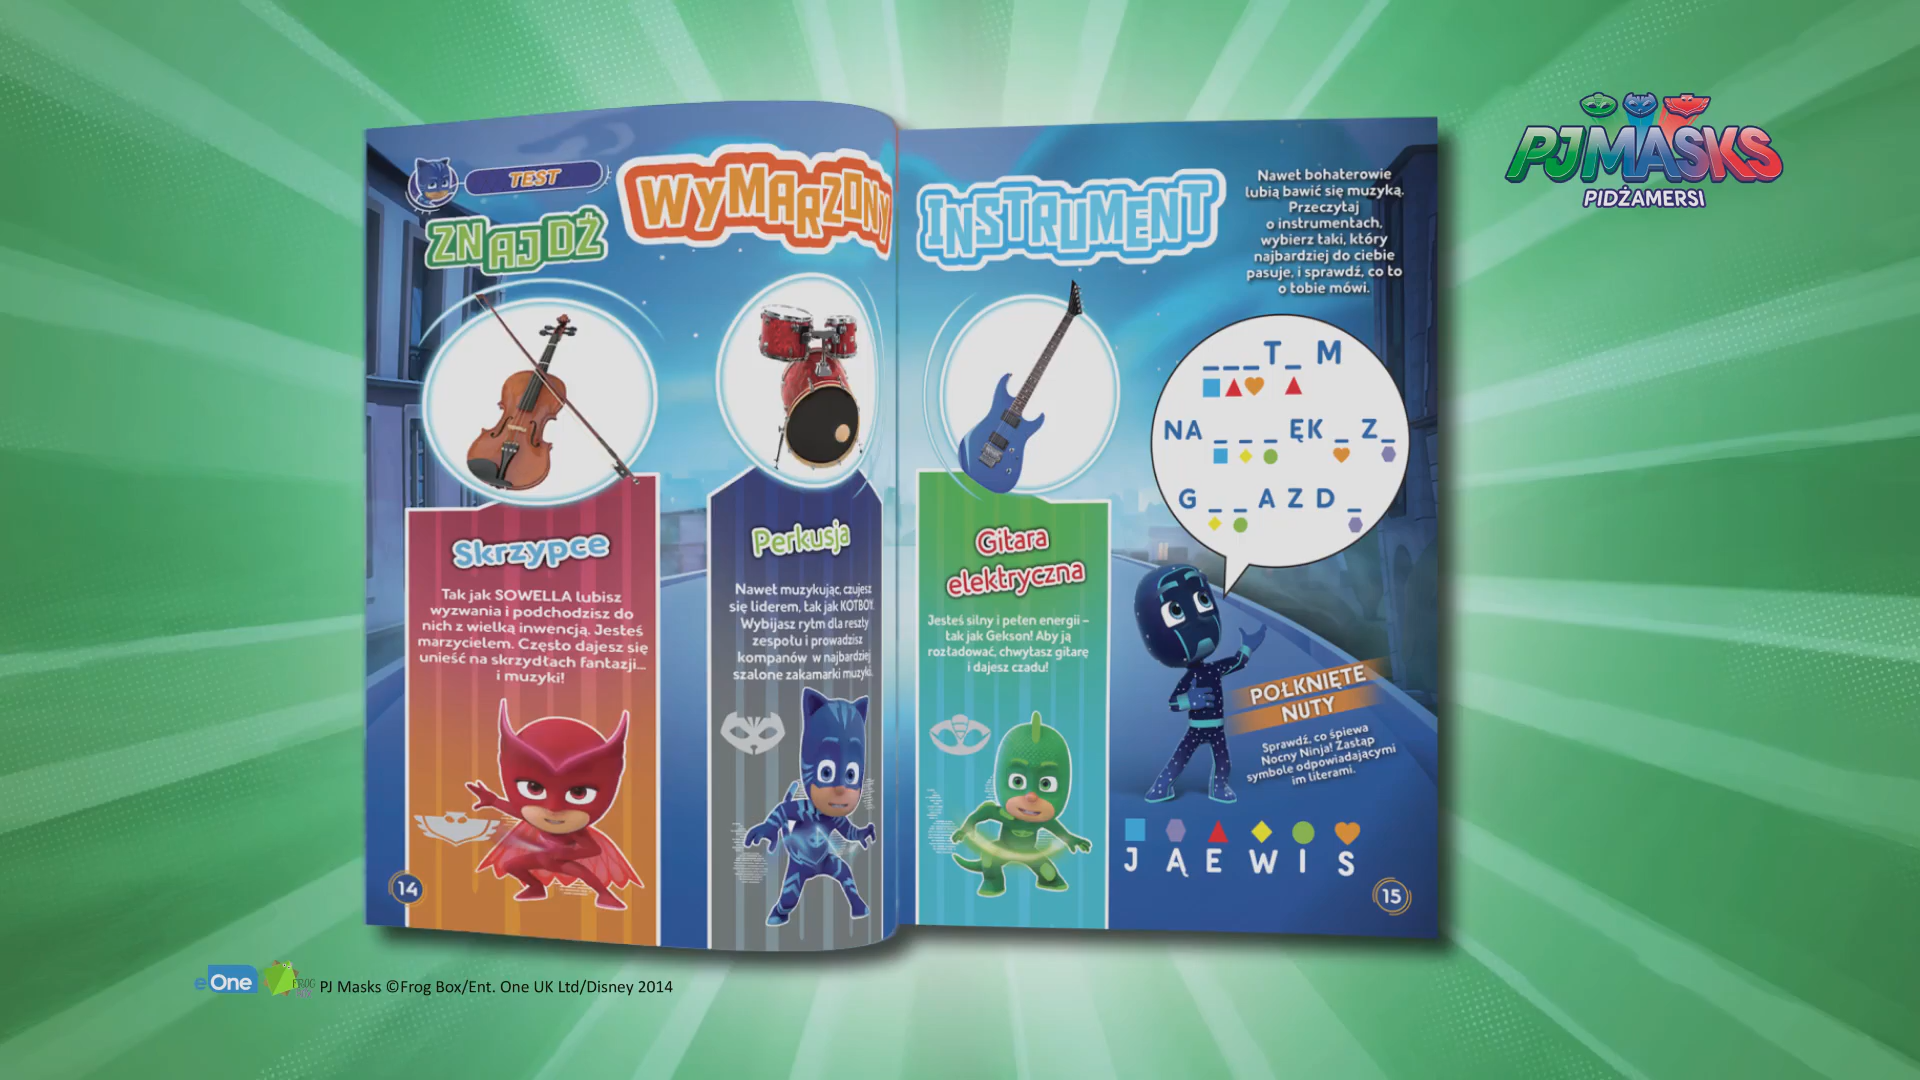 TEST
ZNAJDŹ
WYMARZONY
INSTRUMENT
Nawet bohaterowie
lubią bawić się muzyką.
Przeczytaj
o instrumentach,
wybierz taki, który
najbardziej do ciebie
pasuje, i sprawdź, co to
o tobie mówi.
Skrzypce
Tak jak SOWELLA lubisz
wyzwania i podchodzisz do
nich z wielką inwencją. Jesteś
marzycielem. Często dajesz się
unieść na skrzydłach fantazji...
i muzyki!
14
Perkusja
Nawet muzykując, czujesz
się liderem, tak jak KOTBOY.
Wybijasz rytm dla reszty
zespołu i prowadzisz
kompanów w najbardziej
szalone zakamarki muzyki.
Gitara
elektryczna
Jesteś silny i pełen energii –
tak jak Gekson! Aby ją
rozładować, chwytasz gitarę
i dajesz czadu!
_ _ _ T _ M
NA _ _ _ ĘK _ Z _
G _ _ A Z D _
POŁKNIĘTE
NUTY
Sprawdź, co śpiewa
Nocny Ninja! Zastąp
symbole odpowiadającymi
im literami.
J Ą E W I S
15
PJMASKS
PIDŻAMERSI
eOne FROG BOX PJ Masks ©Frog Box/Ent. One UK Ltd/Disney 2014